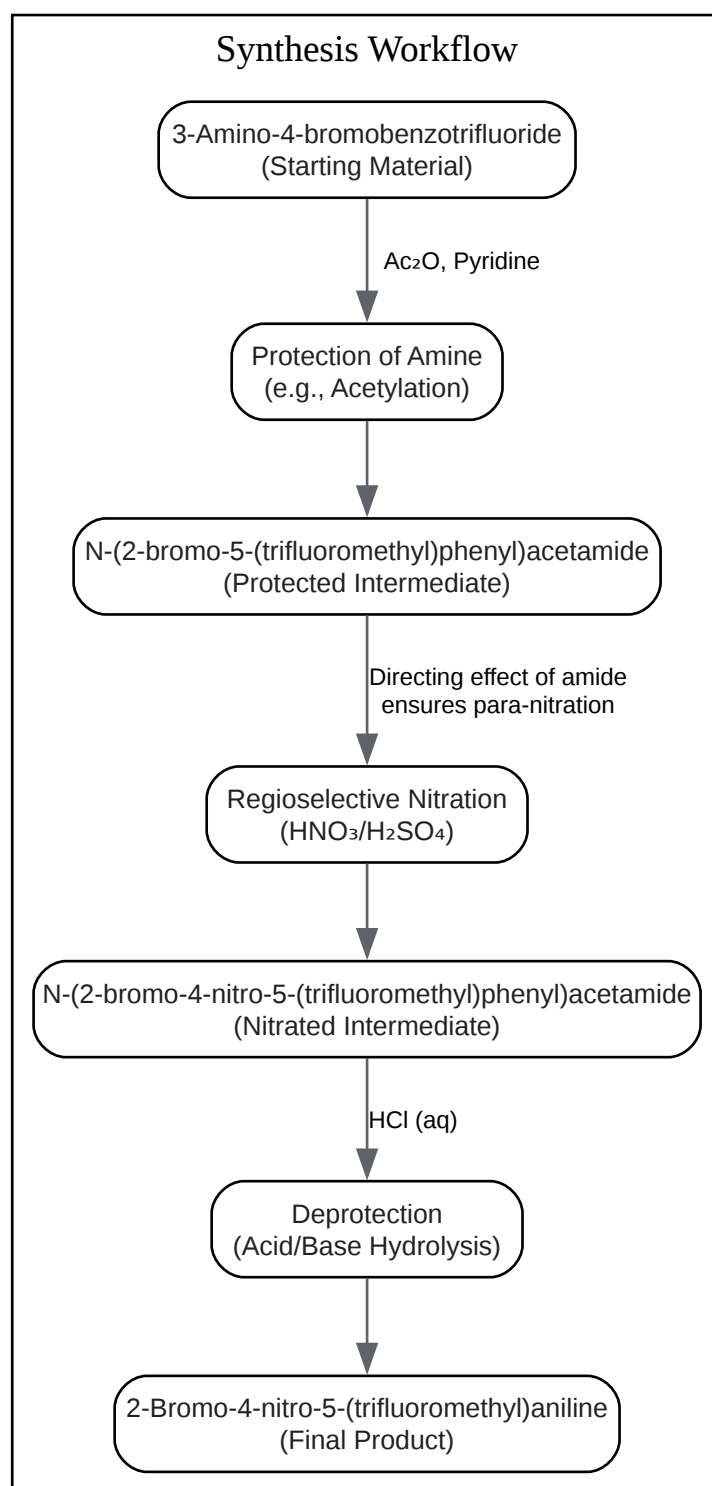 Synthesis Workflow
3-Amino-4-bromobenzotrifluoride
(Starting Material)
Ac₂O, Pyridine
Protection of Amine
(e.g., Acetylation)
N-(2-bromo-5-(trifluoromethyl)phenyl)acetamide
(Protected Intermediate)
Directing effect of amide
ensures para-nitration
Regioselective Nitration
(HNO₃/H₂SO₄)
N-(2-bromo-4-nitro-5-(trifluoromethyl)phenyl)acetamide
(Nitrated Intermediate)
HCl (aq)
Deprotection
(Acid/Base Hydrolysis)
2-Bromo-4-nitro-5-(trifluoromethyl)aniline
(Final Product)